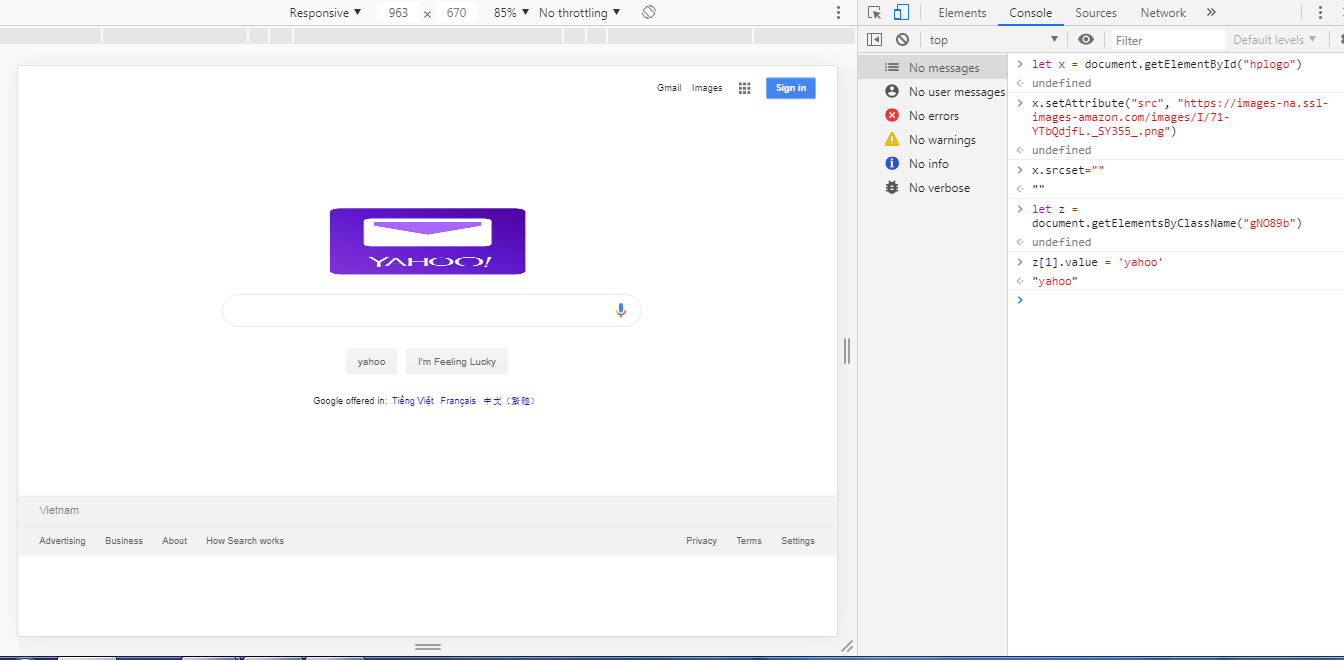 Responsive 963 x 670 85% No throttling
Elements Console Sources Network »
top Filter Default levels
Gmail Images Sign in
YAHOO!
yahoo I'm Feeling Lucky
Google offered in: Tiếng Việt Français 中文（繁體）
Vietnam
Advertising Business About How Search works Privacy Terms Settings
No messages
No user messages
No errors
No warnings
No info
No verbose
let x = document.getElementById("hplogo")
undefined
x.setAttribute("src", "https://images-na.ssl-
images-amazon.com/images/I/71-
YTbQdjfL._SY355_.png")
undefined
x.srcset=""
""
let z =
document.getElementsByClassName("gNO89b")
undefined
z[1].value = 'yahoo'
"yahoo"